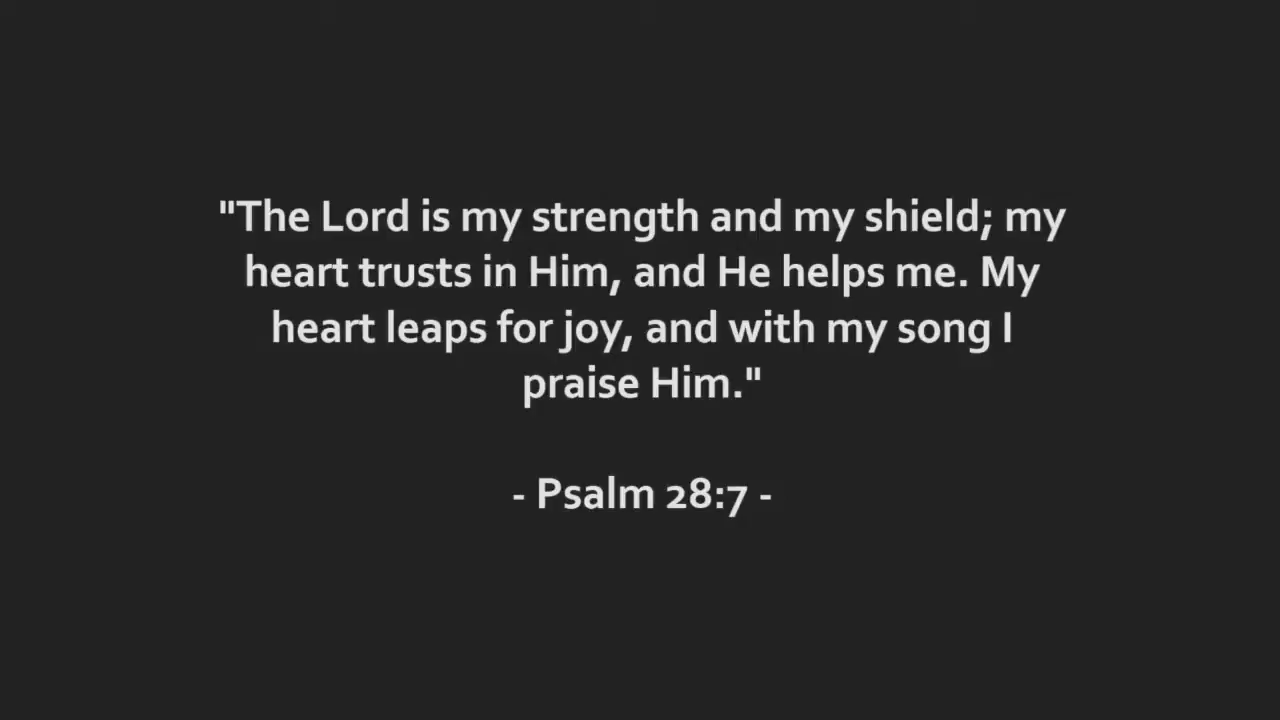 "The Lord is my strength and my shield; my
heart trusts in Him, and He helps me. My
heart leaps for joy, and with my song I
praise Him."
- Psalm 28:7 -